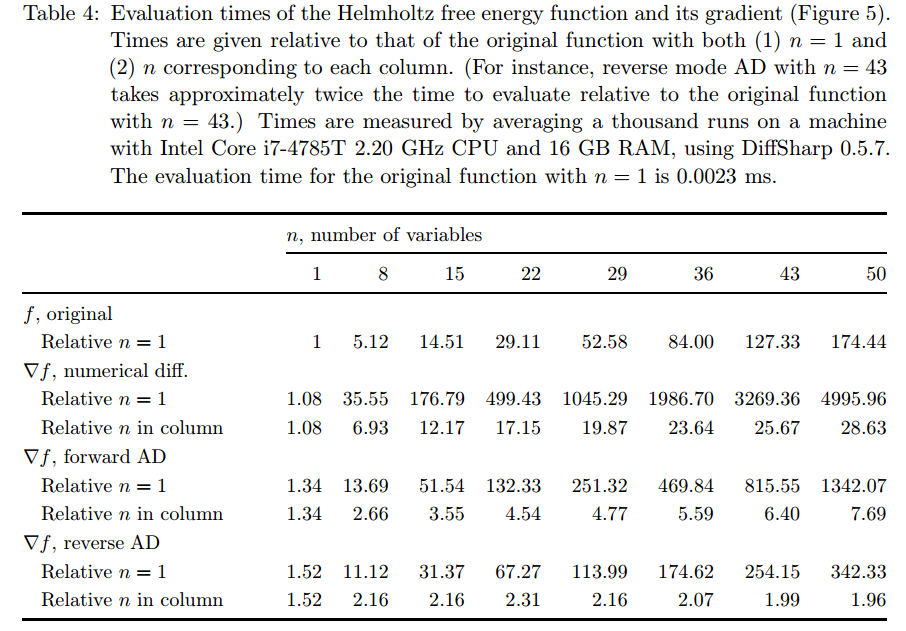 Table 4: Evaluation times of the Helmholtz free energy function and its gradient (Figure 5).
Times are given relative to that of the original function with both (1) n = 1 and
(2) n corresponding to each column. (For instance, reverse mode AD with n = 43
takes approximately twice the time to evaluate relative to the original function
with n = 43.) Times are measured by averaging a thousand runs on a machine
with Intel Core i7-4785T 2.20 GHz CPU and 16 GB RAM, using DiffSharp 0.5.7.
The evaluation time for the original function with n = 1 is 0.0023 ms.
n, number of variables
1 8 15 22 29 36 43 50
f, original
Relative n = 1 1 5.12 14.51 29.11 52.58 84.00 127.33 174.44
∇f, numerical diff.
Relative n = 1 1.08 35.55 176.79 499.43 1045.29 1986.70 3269.36 4995.96
Relative n in column 1.08 6.93 12.17 17.15 19.87 23.64 25.67 28.63
∇f, forward AD
Relative n = 1 1.34 13.69 51.54 132.33 251.32 469.84 815.55 1342.07
Relative n in column 1.34 2.66 3.55 4.54 4.77 5.59 6.40 7.69
∇f, reverse AD
Relative n = 1 1.52 11.12 31.37 67.27 113.99 174.62 254.15 342.33
Relative n in column 1.52 2.16 2.16 2.31 2.16 2.07 1.99 1.96